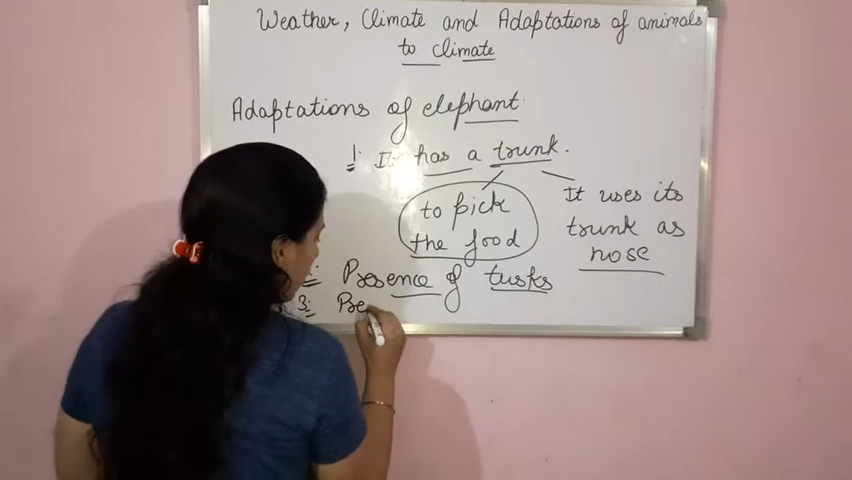 Weather, Climate and Adaptations of animals
to climate
Adaptations of elephant
1. It has a trunk.
to pick
the food
It uses its
trunk as
nose
Presence of tusks
3. Pre